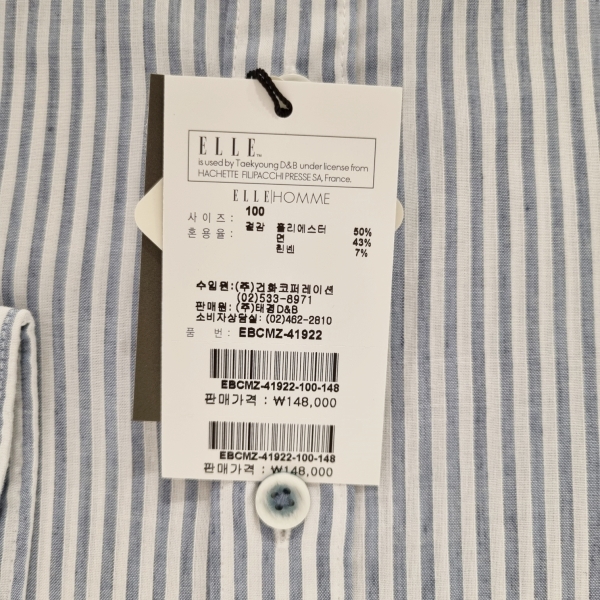 ELLE™
is used by Taekyoung D&B under license from
HACHETTE FILIPACCHI PRESSE SA, France.
ELLE|HOMME
사 이 즈 : 100
혼 용 율 : 겉감 폴리에스터 50%
면 43%
린넨 7%
수입원:(주)건화코퍼레이션
(02)533-8971
판매원:(주)태경D&B
소비자상담실:(02)462-2810
품 번: EBCMZ-41922
EBCMZ-41922-100-148
판매가격 : ₩148,000
EBCMZ-41922-100-148
판매가격 : ₩148,000